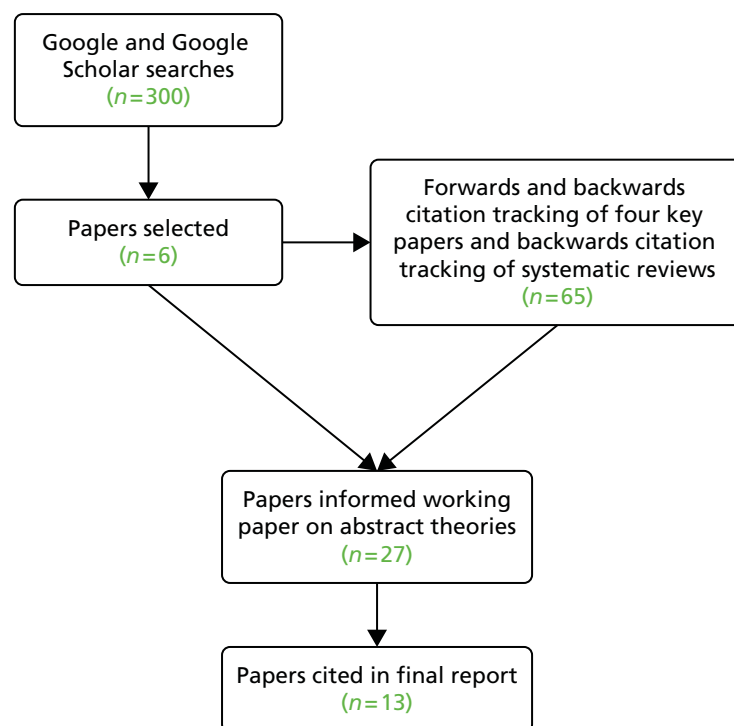 Google and Google
Scholar searches
(n=300)
Papers selected
(n=6)
Forwards and backwards
citation tracking of four key
papers and backwards citation
tracking of systematic reviews
(n=65)
Papers informed working
paper on abstract theories
(n=27)
Papers cited in final report
(n=13)